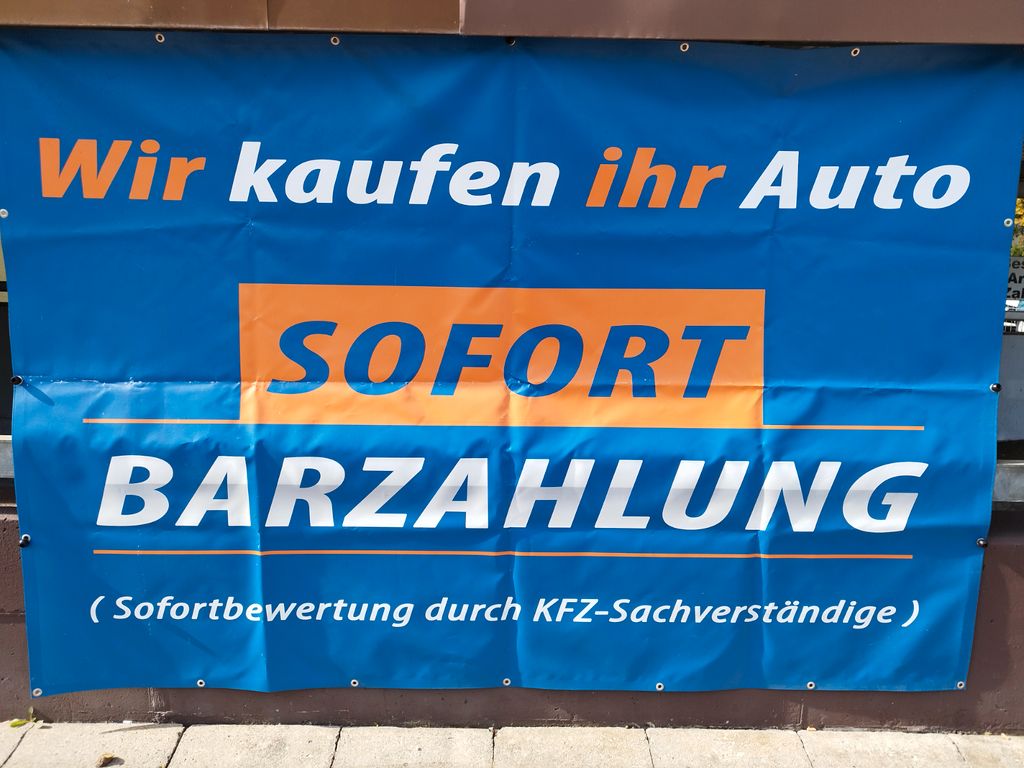 Wir kaufen ihr Auto
SOFORT
BARZAHLUNG
( Sofortbewertung durch KFZ-Sachverständige )